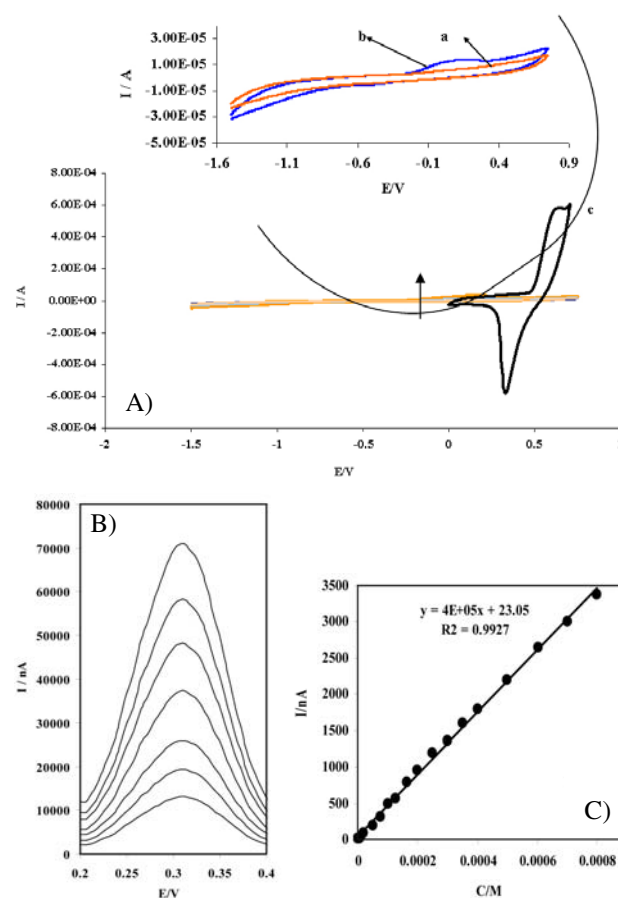 b a
3.00E-05
1.00E-05
-1.00E-05
-3.00E-05
-5.00E-05
I / A
-1.6 -1.1 -0.6 -0.1 0.4 0.9
E/V
8.00E-04
6.00E-04
4.00E-04
2.00E-04
0.00E+00
-2.00E-04
-4.00E-04
-6.00E-04
-8.00E-04
I / A
c
A)
-2 -1.5 -1 -0.5 0 0.5
E/V
B)
80000
70000
60000
50000
40000
30000
20000
10000
0
I / nA
0.2 0.25 0.3 0.35 0.4
E/V
3500
3000
2500
2000
1500
1000
500
0
I/nA
y = 4E+05x + 23.05
R2 = 0.9927
C)
0 0.0002 0.0004 0.0006 0.0008
C/M